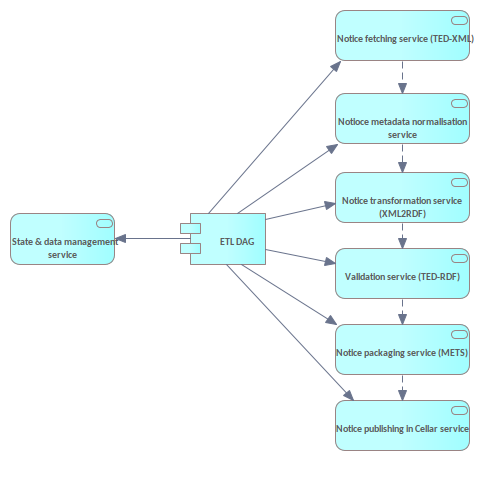 Notice fetching service (TED-XML)
Notioce metadata normalisation
service
Notice transformation service
(XML2RDF)
State & data management
service
ETL DAG
Validation service (TED-RDF)
Notice packaging service (METS)
Notice publishing in Cellar service